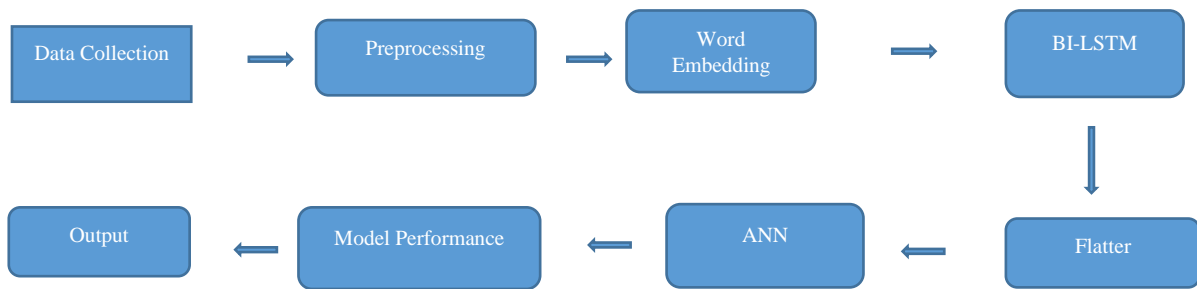 Data Collection
Preprocessing
Word
Embedding
BI-LSTM
Flatter
ANN
Model Performance
Output